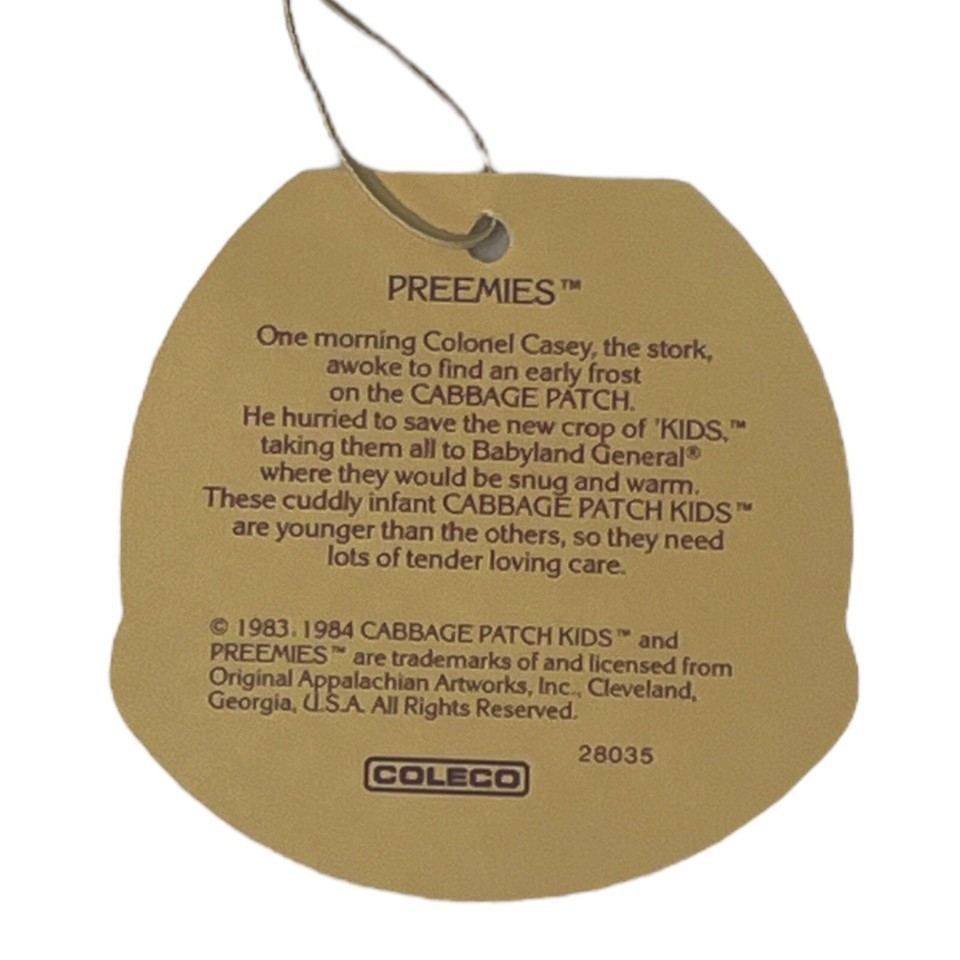 PREEMIES™
One morning Colonel Casey, the stork,
awoke to find an early frost
on the CABBAGE PATCH.
He hurried to save the new crop of 'KIDS,™
taking them all to Babyland General®
where they would be snug and warm.
These cuddly infant CABBAGE PATCH KIDS™
are younger than the others, so they need
lots of tender loving care.
© 1983, 1984 CABBAGE PATCH KIDS™ and
PREEMIES™ are trademarks of and licensed from
Original Appalachian Artworks, Inc., Cleveland,
Georgia, U.S.A. All Rights Reserved.
28035
COLECO